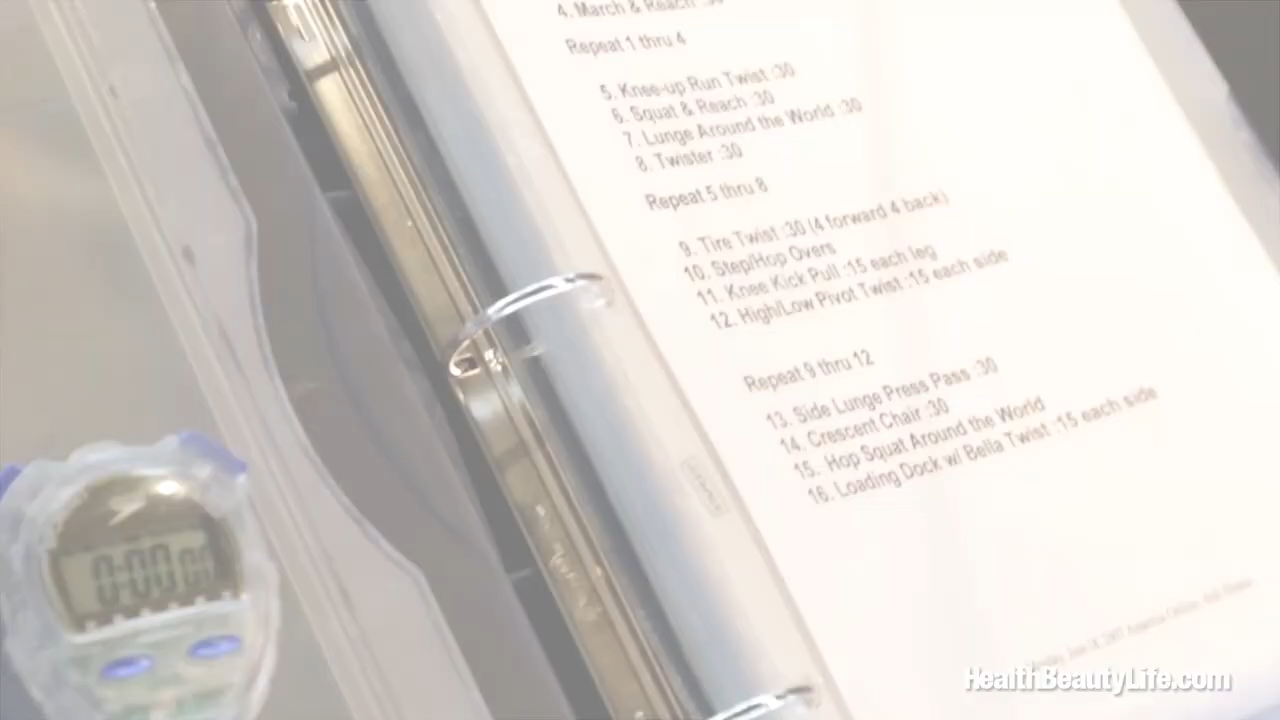 4. March & Reach :30
Repeat 1 thru 4
5. Knee-up Run Twist :30
6. Squat & Reach :30
7. Lunge Around the World :30
8. Twister :30
Repeat 5 thru 8
9. Tire Twist :30 (4 forward 4 back)
10. Step/Hop Overs
11. Knee Kick Pull :15 each leg
12. High/Low Pivot Twist :15 each side
Repeat 9 thru 12
13. Side Lunge Press Pass :30
14. Crescent Chair :30
15. Hop Squat Around the World
16. Loading Dock w/ Bella Twist :15 each side
0:00 00
HealthBeautyLife.com